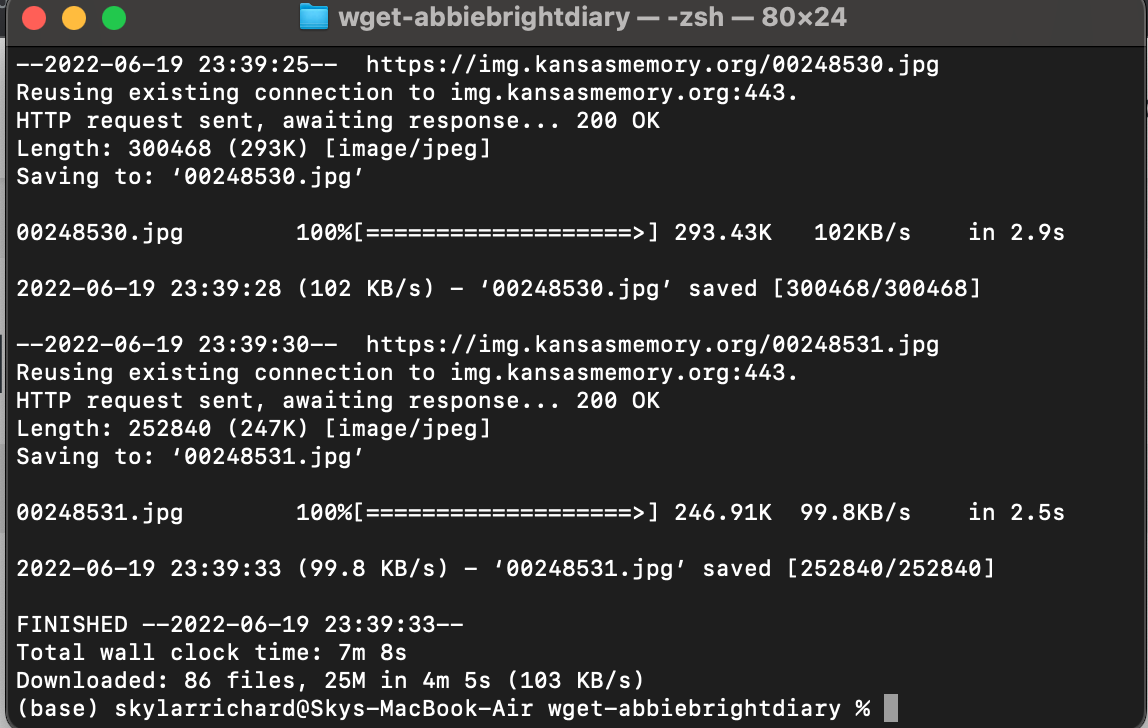 wget-abbiebrightdiary — -zsh — 80×24
--2022-06-19 23:39:25--  https://img.kansasmemory.org/00248530.jpg
Reusing existing connection to img.kansasmemory.org:443.
HTTP request sent, awaiting response... 200 OK
Length: 300468 (293K) [image/jpeg]
Saving to: ‘00248530.jpg’
00248530.jpg        100%[===================>] 293.43K   102KB/s    in 2.9s
2022-06-19 23:39:28 (102 KB/s) - ‘00248530.jpg’ saved [300468/300468]
--2022-06-19 23:39:30--  https://img.kansasmemory.org/00248531.jpg
Reusing existing connection to img.kansasmemory.org:443.
HTTP request sent, awaiting response... 200 OK
Length: 252840 (247K) [image/jpeg]
Saving to: ‘00248531.jpg’
00248531.jpg        100%[===================>] 246.91K  99.8KB/s    in 2.5s
2022-06-19 23:39:33 (99.8 KB/s) - ‘00248531.jpg’ saved [252840/252840]
FINISHED --2022-06-19 23:39:33--
Total wall clock time: 7m 8s
Downloaded: 86 files, 25M in 4m 5s (103 KB/s)
(base) skylarrichard@Skys-MacBook-Air wget-abbiebrightdiary %